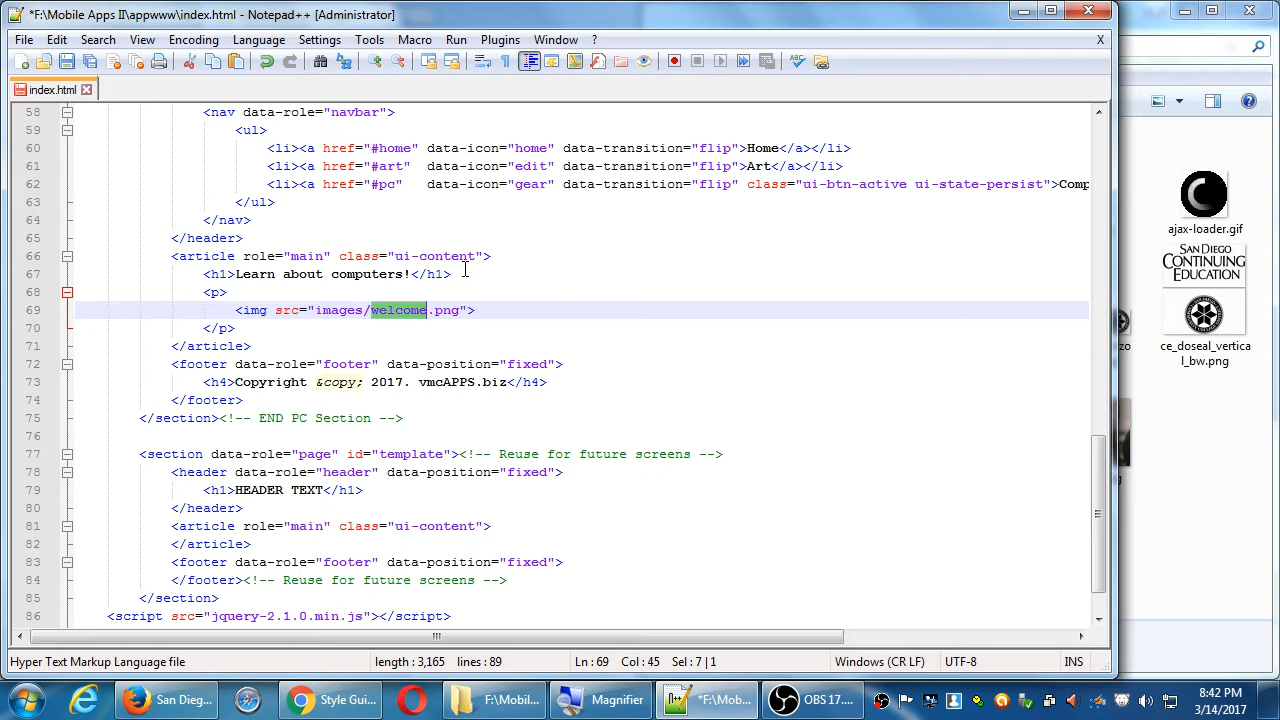 *F:\Mobile Apps II\appwww\index.html - Notepad++ [Administrator]
File Edit Search View Encoding Language Settings Tools Macro Run Plugins Window ? X
index.html
58 <nav data-role="navbar">
59 <ul>
60 <li><a href="#home" data-icon="home" data-transition="flip">Home</a></li>
61 <li><a href="#art" data-icon="edit" data-transition="flip">Art</a></li>
62 <li><a href="#pc" data-icon="gear" data-transition="flip" class="ui-btn-active ui-state-persist">Comp
63 </ul>
64 </nav>
65 </header>
66 <article role="main" class="ui-content">
67 <h1>Learn about computers!</h1>
68 <p>
69 <img src="images/welcome.png">
70 </p>
71 </article>
72 <footer data-role="footer" data-position="fixed">
73 <h4>Copyright &copy; 2017. vmcAPPS.biz</h4>
74 </footer>
75 </section><!-- END PC Section -->
76
77 <section data-role="page" id="template"><!-- Reuse for future screens -->
78 <header data-role="header" data-position="fixed">
79 <h1>HEADER TEXT</h1>
80 </header>
81 <article role="main" class="ui-content">
82 </article>
83 <footer data-role="footer" data-position="fixed">
84 </footer><!-- Reuse for future screens -->
85 </section>
86 <script src="jquery-2.1.0.min.js"></script>
Hyper Text Markup Language file length : 3,165 lines : 89 Ln : 69 Col : 45 Sel : 7 | 1 Windows (CR LF) UTF-8 INS
ajax-loader.gif
SAN DIEGO
CONTINUING
EDUCATION
zo
ce_doseal_vertica
l_bw.png
g
San Dieg... Style Gui... F:\Mobil... Magnifier *F:\Mob... OBS 17....
8:42 PM
3/14/2017